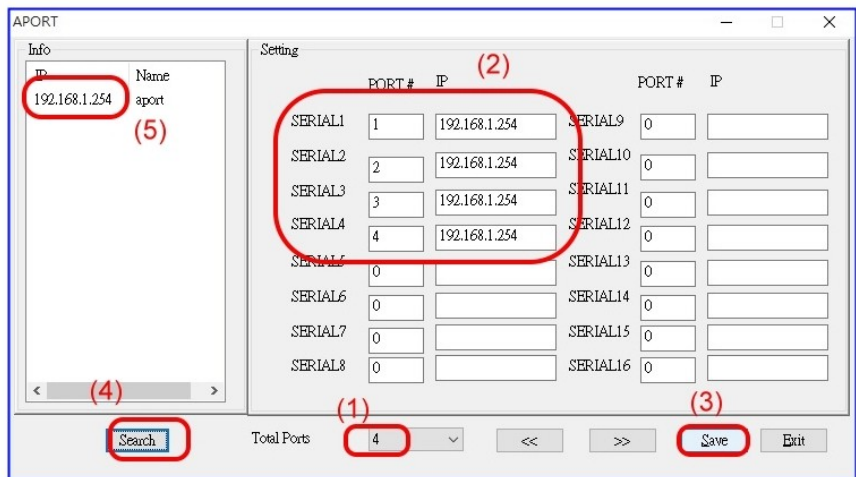 APORT
Info
IP Name
192.168.1.254 aport
(5)
Setting
(2)
PORT # IP PORT # IP
SERIAL1 1 192.168.1.254 SERIAL9 0
SERIAL2 2 192.168.1.254 SERIAL10 0
SERIAL3 3 192.168.1.254 SERIAL11 0
SERIAL4 4 192.168.1.254 SERIAL12 0
SERIAL5 0 SERIAL13 0
SERIAL6 0 SERIAL14 0
SERIAL7 0 SERIAL15 0
SERIAL8 0 SERIAL16 0
(4) (1) (3)
Search Total Ports 4 << >> Save Exit